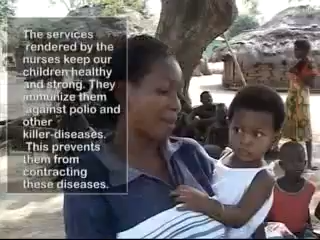 The services
rendered by the
nurses keep our
children healthy
and strong. They
immunize them
against polio and
other
killer-diseases.
This prevents
them from
contracting
these diseases.